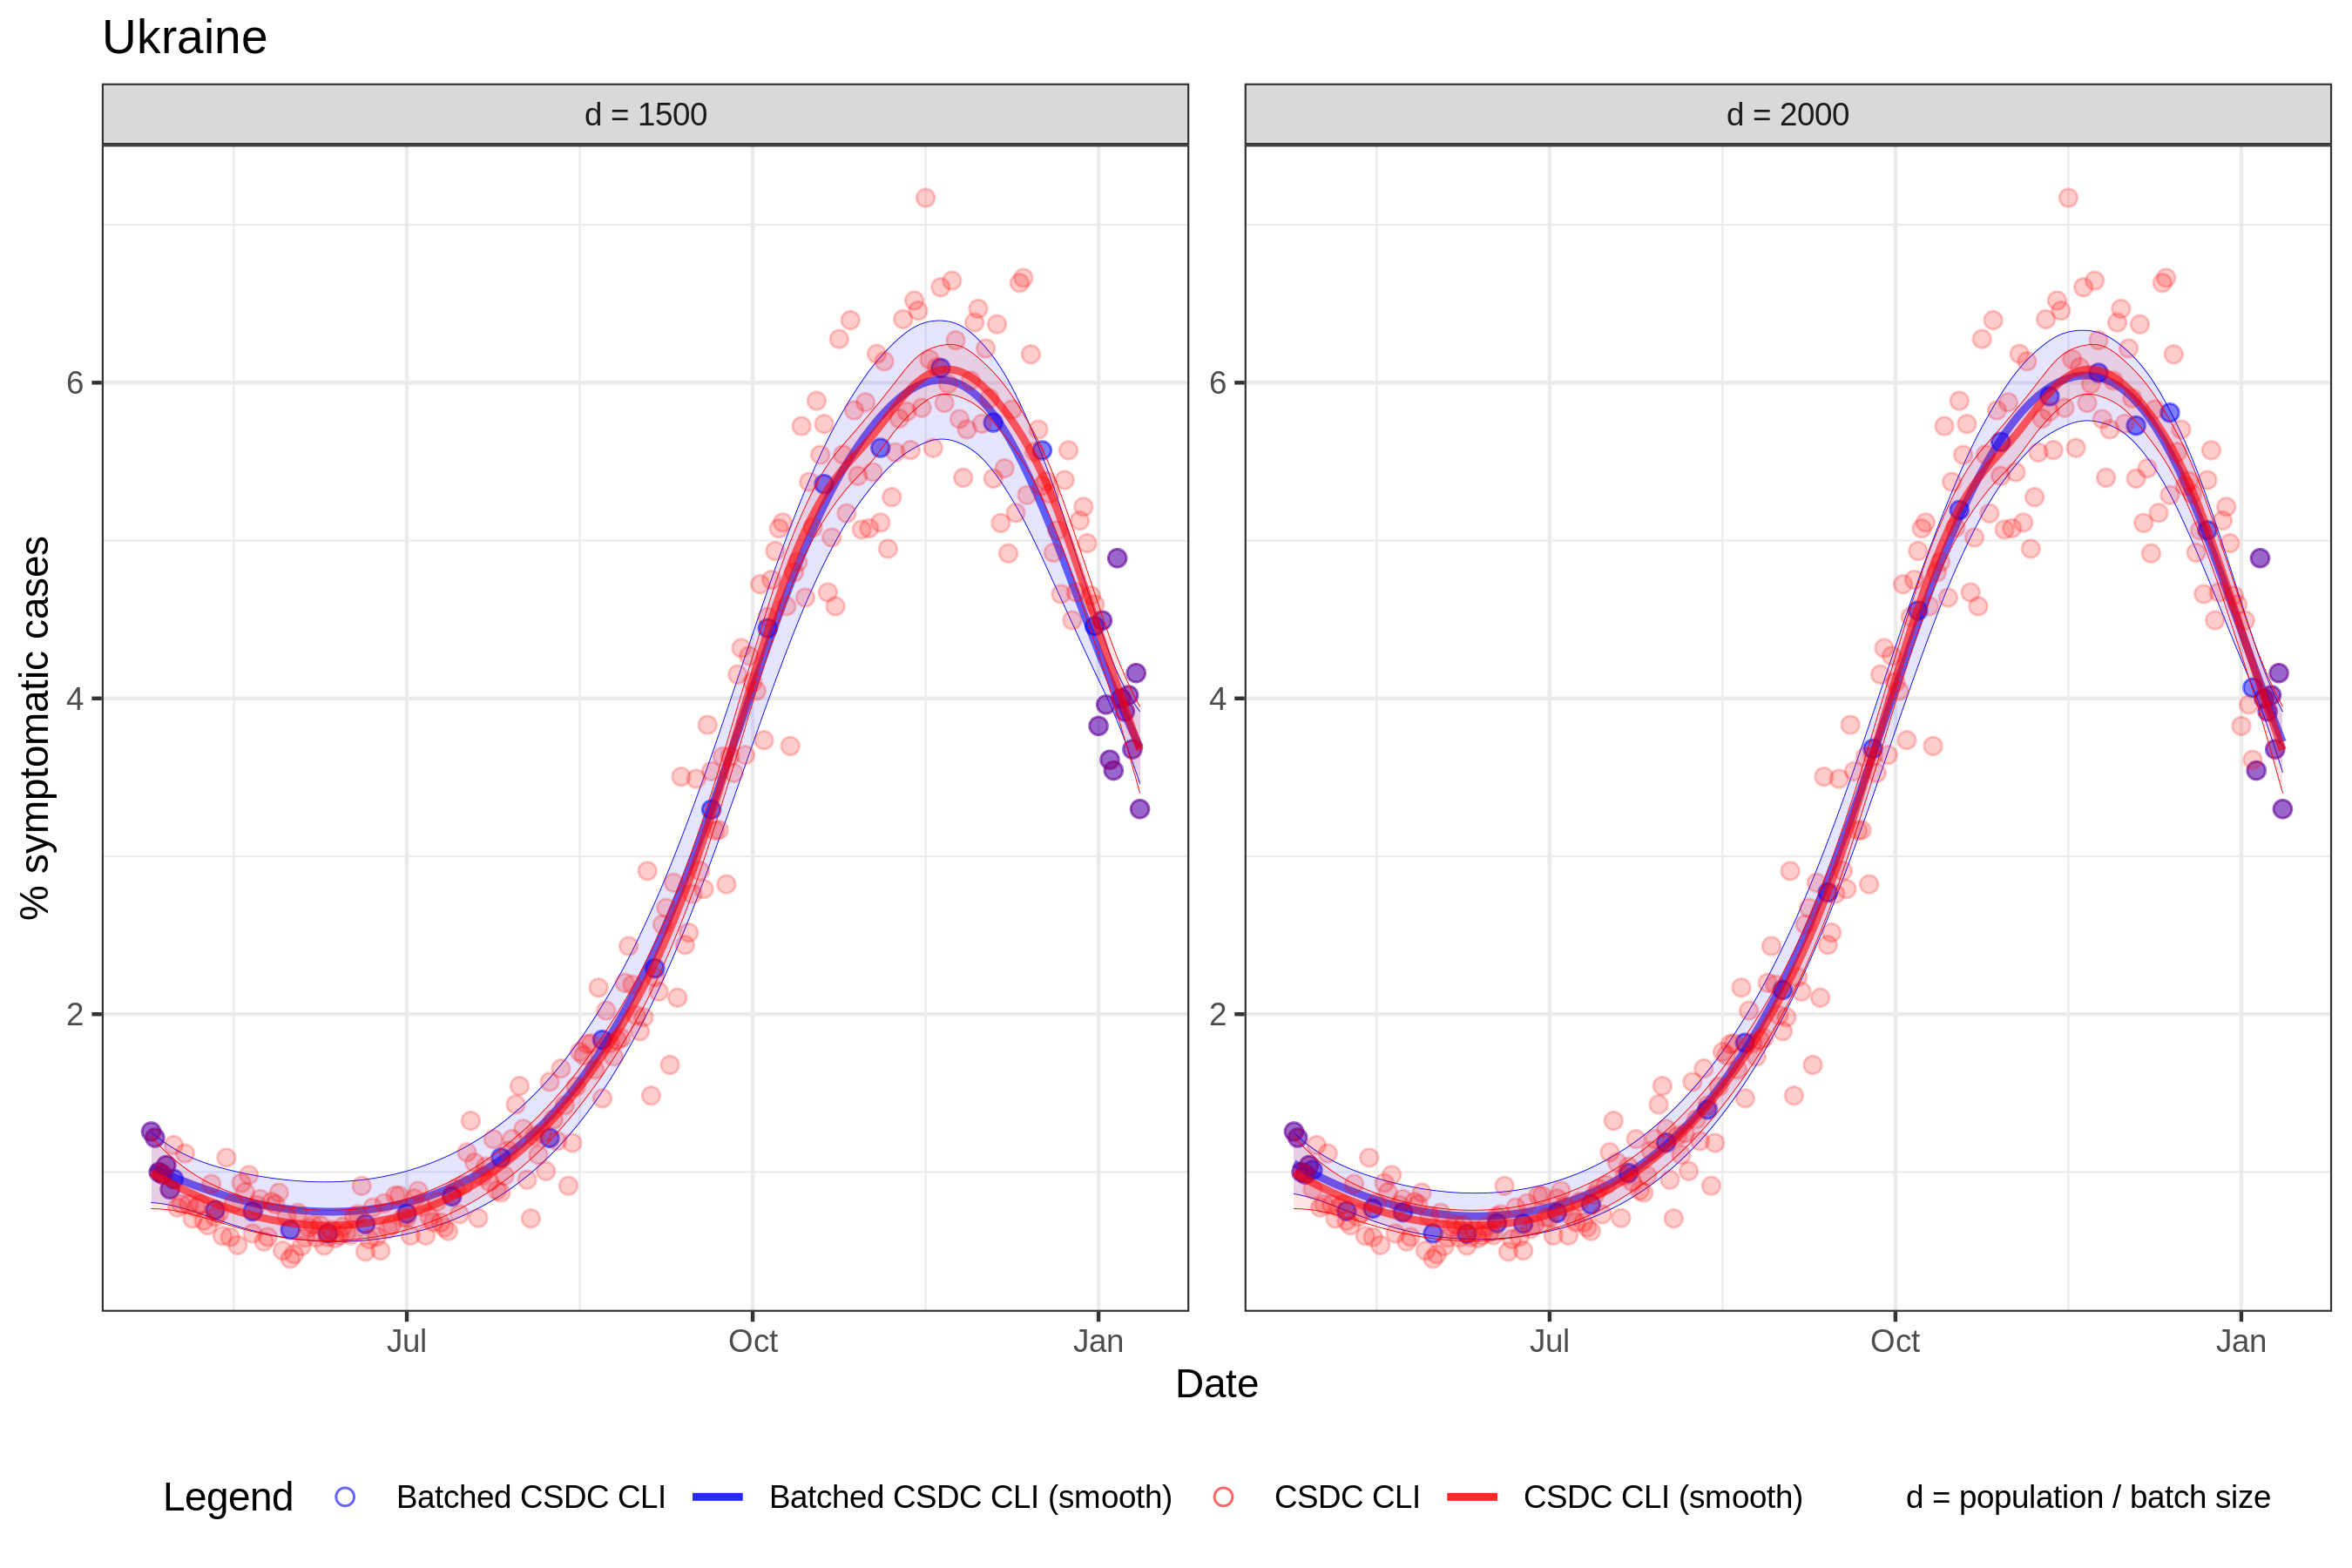 Ukraine
d = 1500
d = 2000
% symptomatic cases
6
4
2
6
4
2
Jul
Oct
Jan
Jul
Oct
Jan
Date
Legend
Batched CSDC CLI
Batched CSDC CLI (smooth)
CSDC CLI
CSDC CLI (smooth)
d = population / batch size